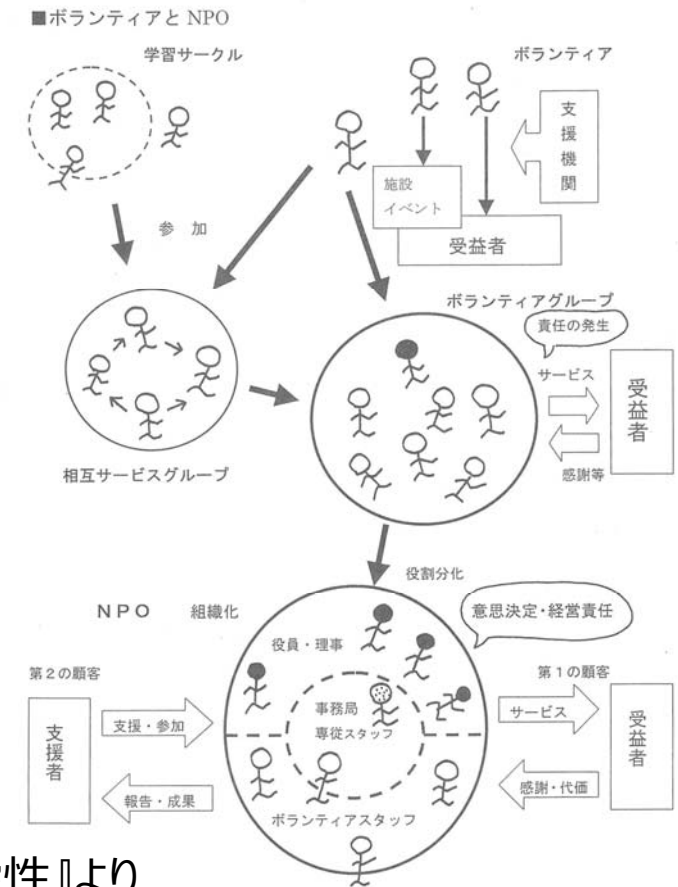 ■ボランティアと NPO
学習サークル
ボランティア
支援機関
施設
イベント
受益者
参 加
ボランティアグループ
責任の発生
サービス
受益者
感謝等
相互サービスグループ
役割分化
NPO 組織化
意思決定・経営責任
役員・理事
第2の顧客
第1の顧客
支援者
支援・参加
事務局
専従スタッフ
サービス
受益者
報告・成果
感謝・代価
ボランティアスタッフ
性』より